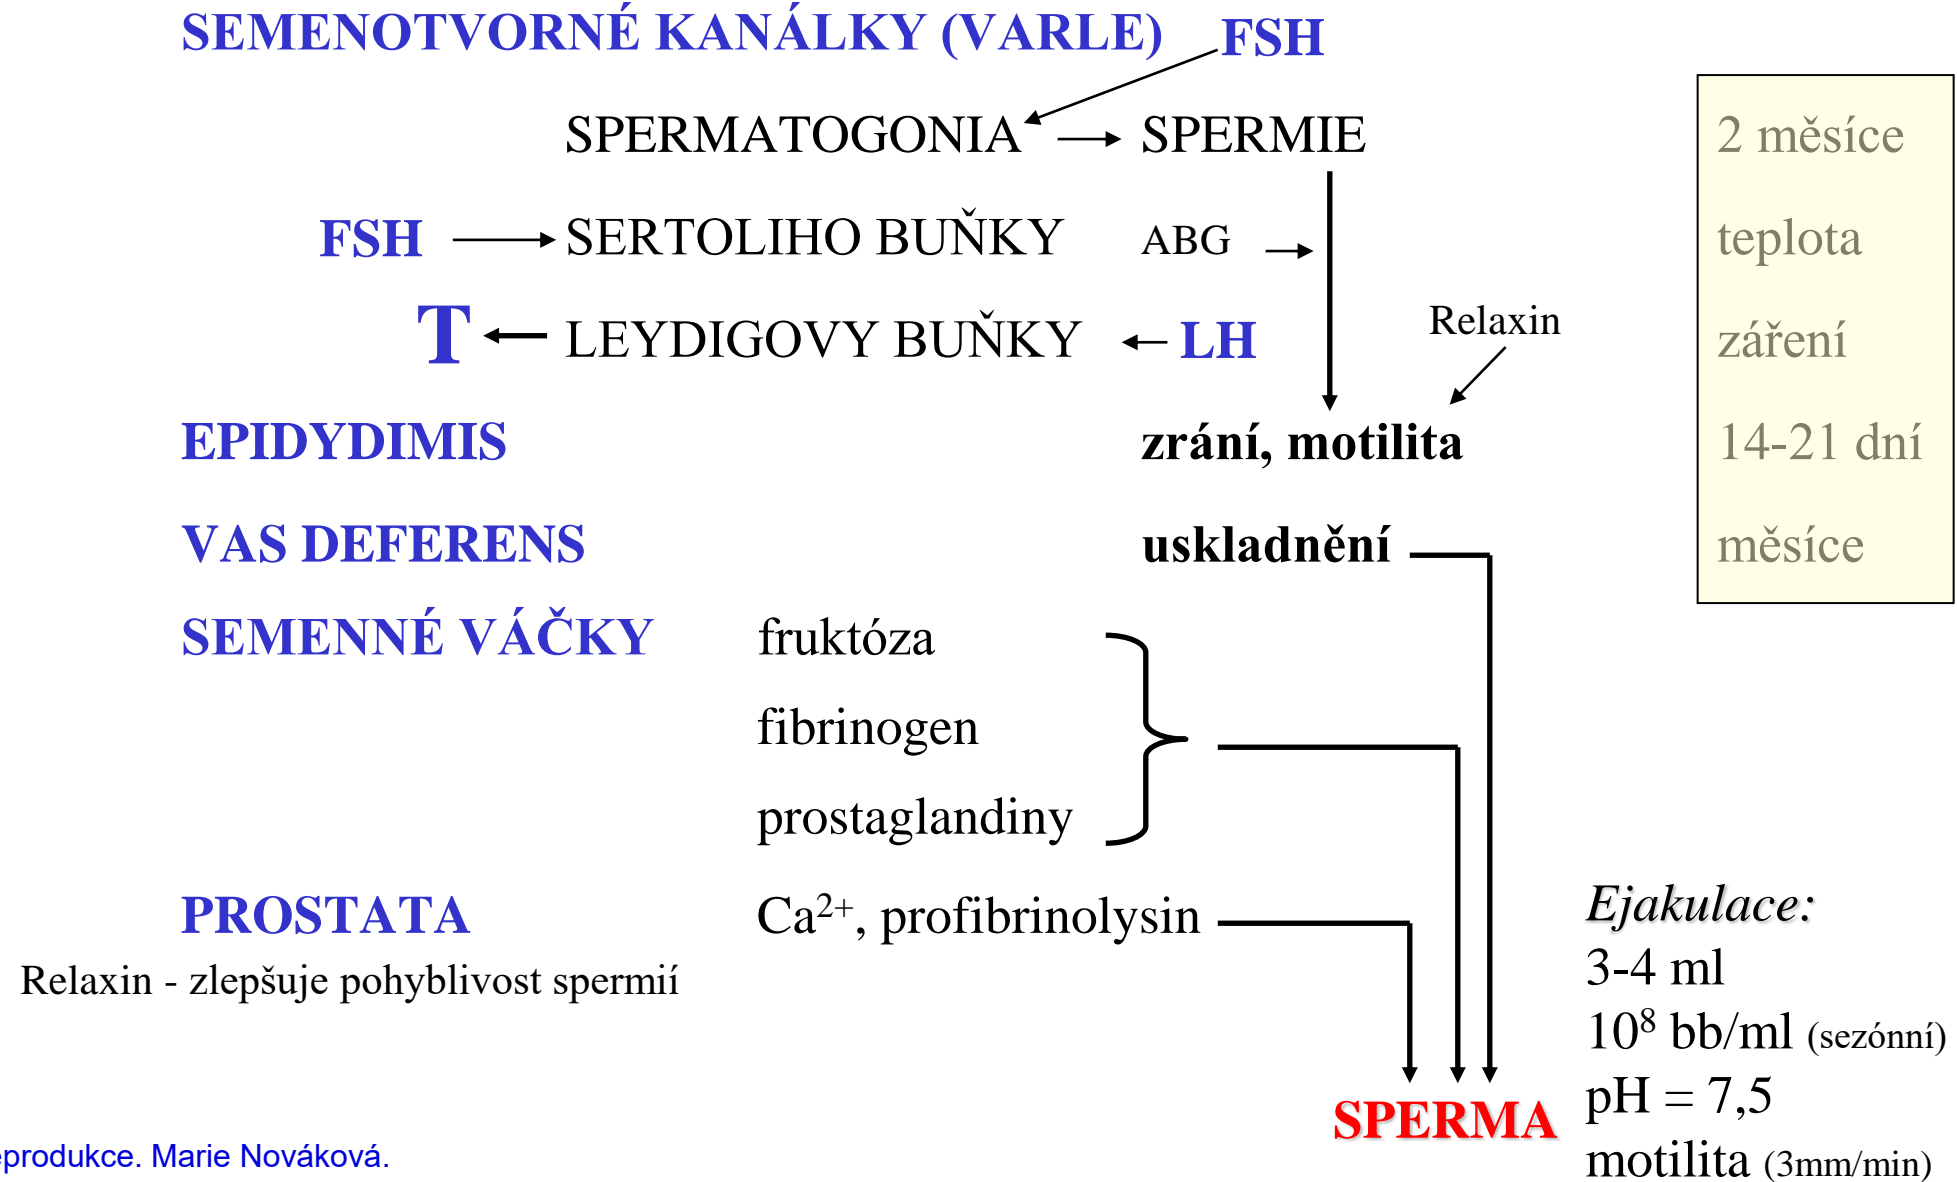 SEMENOTVORNÉ KANÁLKY (VARLE) FSH
SPERMATOGONIA SPERMIE 2 měsíce
FSH SERTOLIHO BUŇKY ABG teplota
T LEYDIGOVY BUŇKY LH Relaxin záření
EPIDYDIMIS zrání, motilita 14-21 dní
VAS DEFERENS uskladnění měsíce
SEMENNÉ VÁČKY fruktóza
fibrinogen
prostaglandiny
PROSTATA Ca²⁺, profibrinolysin
Relaxin - zlepšuje pohyblivost spermií
Ejakulace:
3-4 ml
10⁸ bb/ml (sezónní)
pH = 7,5
motilita (3mm/min)
SPERMA
eprodukce. Marie Nováková.